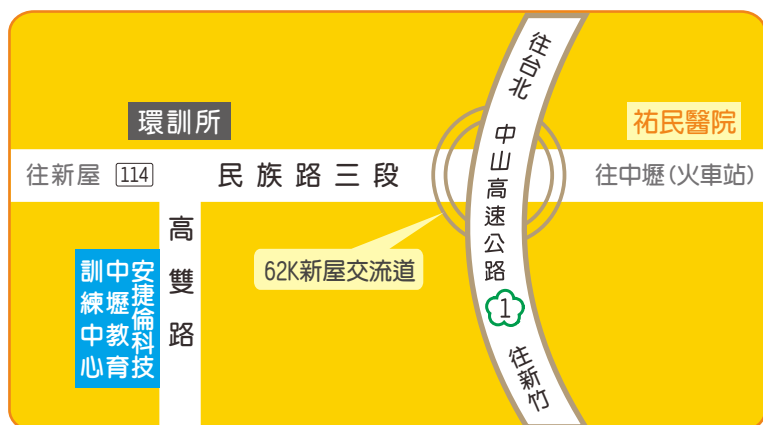 往台北
中山高速公路
1
往新竹
環訓所
祐民醫院
往新屋 114
民族路三段
往中壢(火車站)
高雙路
62K新屋交流道
安捷倫科技
中壢教育
訓練中心